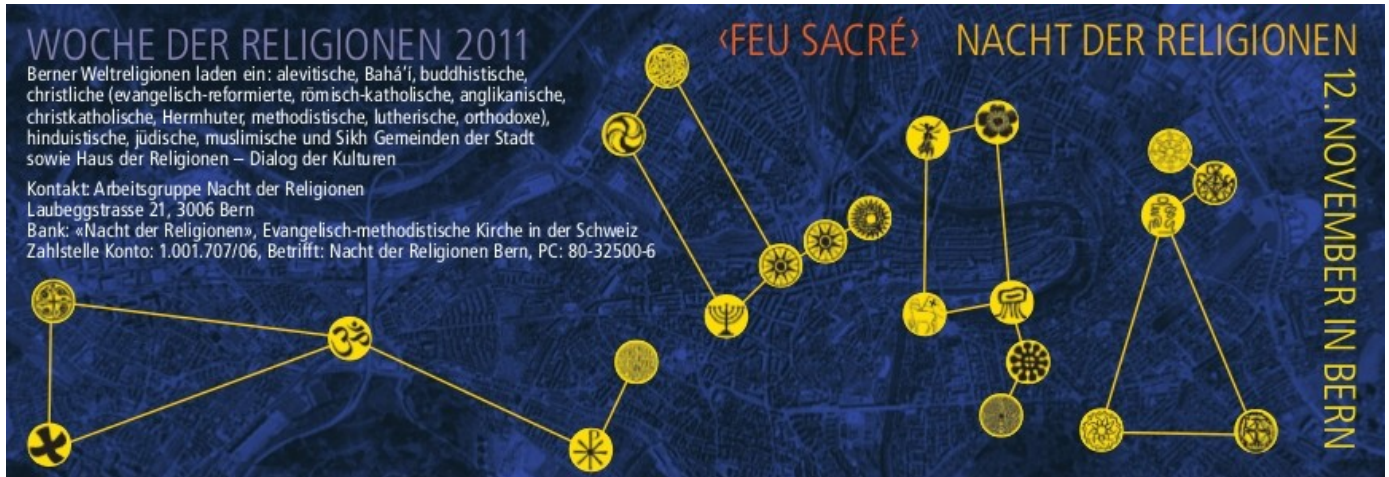 WOCHE DER RELIGIONEN 2011
Berner Weltreligionen laden ein: alevitische, Bahá’í, buddhistische,
christliche (evangelisch-reformierte, römisch-katholische, anglikanische,
christkatholische, Herrnhuter, methodistische, lutherische, orthodoxe),
hinduistische, jüdische, muslimische und Sikh Gemeinden der Stadt
sowie Haus der Religionen – Dialog der Kulturen
Kontakt: Arbeitsgruppe Nacht der Religionen
Laubeggstrasse 21, 3006 Bern
Bank: «Nacht der Religionen», Evangelisch-methodistische Kirche in der Schweiz
Zahlstelle Konto: 1.001.707/06, Betrifft: Nacht der Religionen Bern, PC: 80-32500-6
‹FEU SACRÉ› NACHT DER RELIGIONEN
12. NOVEMBER IN BERN